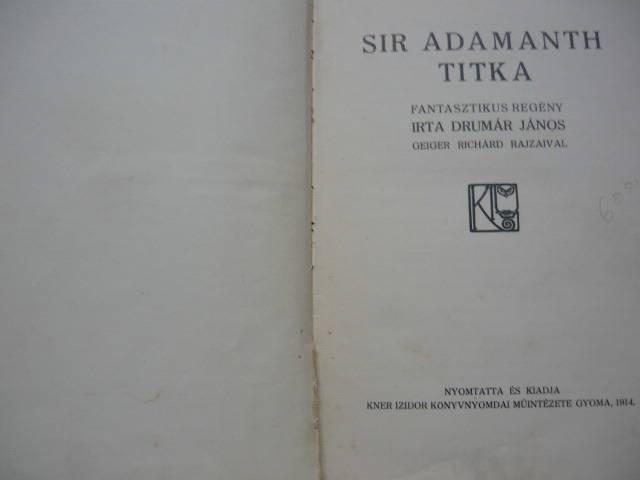 SIR ADAMANTH
TITKA
FANTASZTIKUS REGÉNY
IRTA DRUMÁR JÁNOS
GEIGER RICHÁRD RAJZAIVAL
NYOMTATTA ÉS KIADJA
KNER IZIDOR KÖNYVNYOMDAI MŰINTÉZETE GYOMA, 1914.